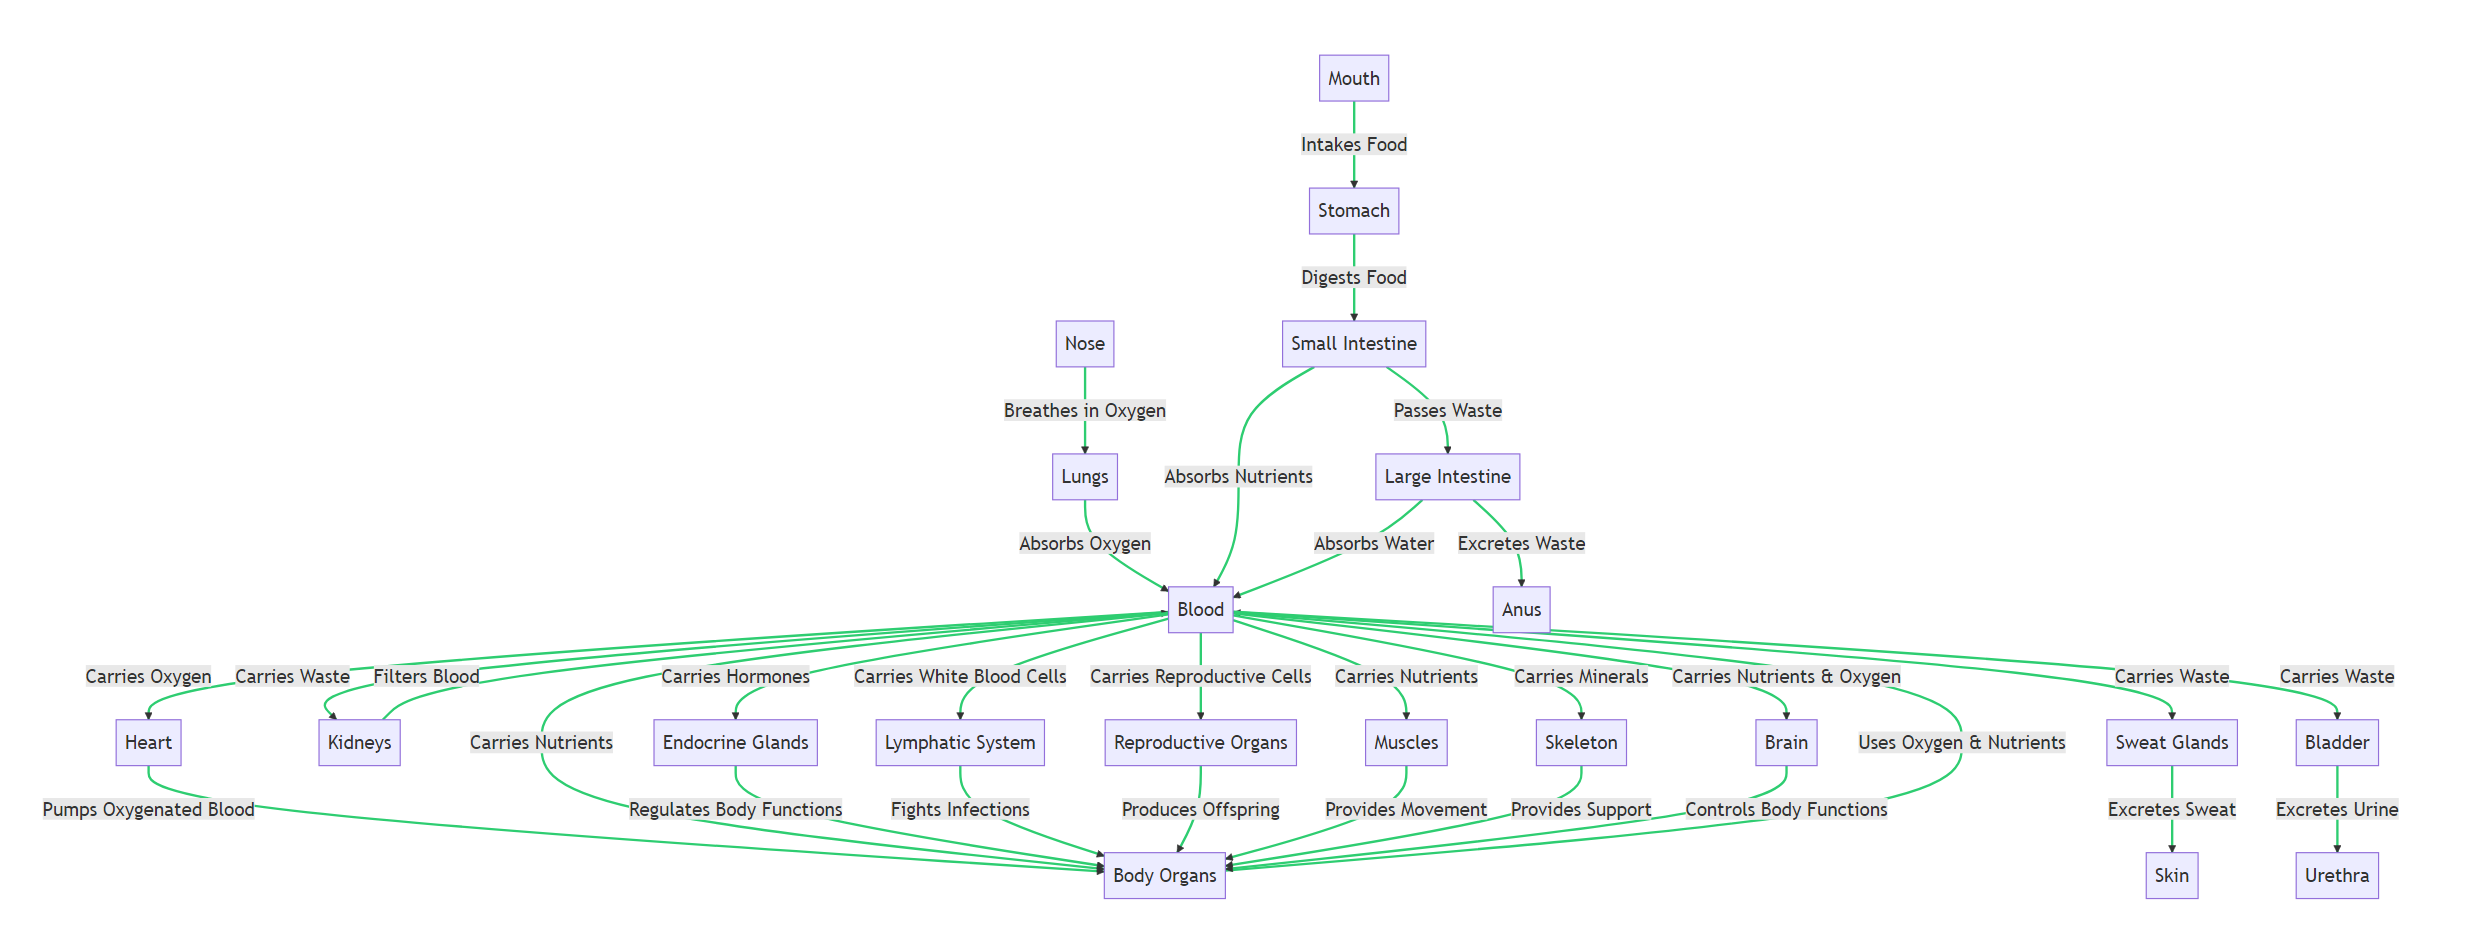 Mouth
Intakes Food
Stomach
Digests Food
Nose
Small Intestine
Breathes in Oxygen
Passes Waste
Lungs
Absorbs Nutrients
Large Intestine
Absorbs Oxygen
Absorbs Water
Excretes Waste
Blood
Anus
Carries Oxygen
Carries Waste
Filters Blood
Carries Hormones
Carries White Blood Cells
Carries Reproductive Cells
Carries Nutrients
Carries Minerals
Carries Nutrients & Oxygen
Carries Waste
Carries Waste
Heart
Kidneys
Carries Nutrients
Endocrine Glands
Lymphatic System
Reproductive Organs
Muscles
Skeleton
Brain
Uses Oxygen & Nutrients
Sweat Glands
Bladder
Pumps Oxygenated Blood
Regulates Body Functions
Fights Infections
Produces Offspring
Provides Movement
Provides Support
Controls Body Functions
Excretes Sweat
Excretes Urine
Body Organs
Skin
Urethra